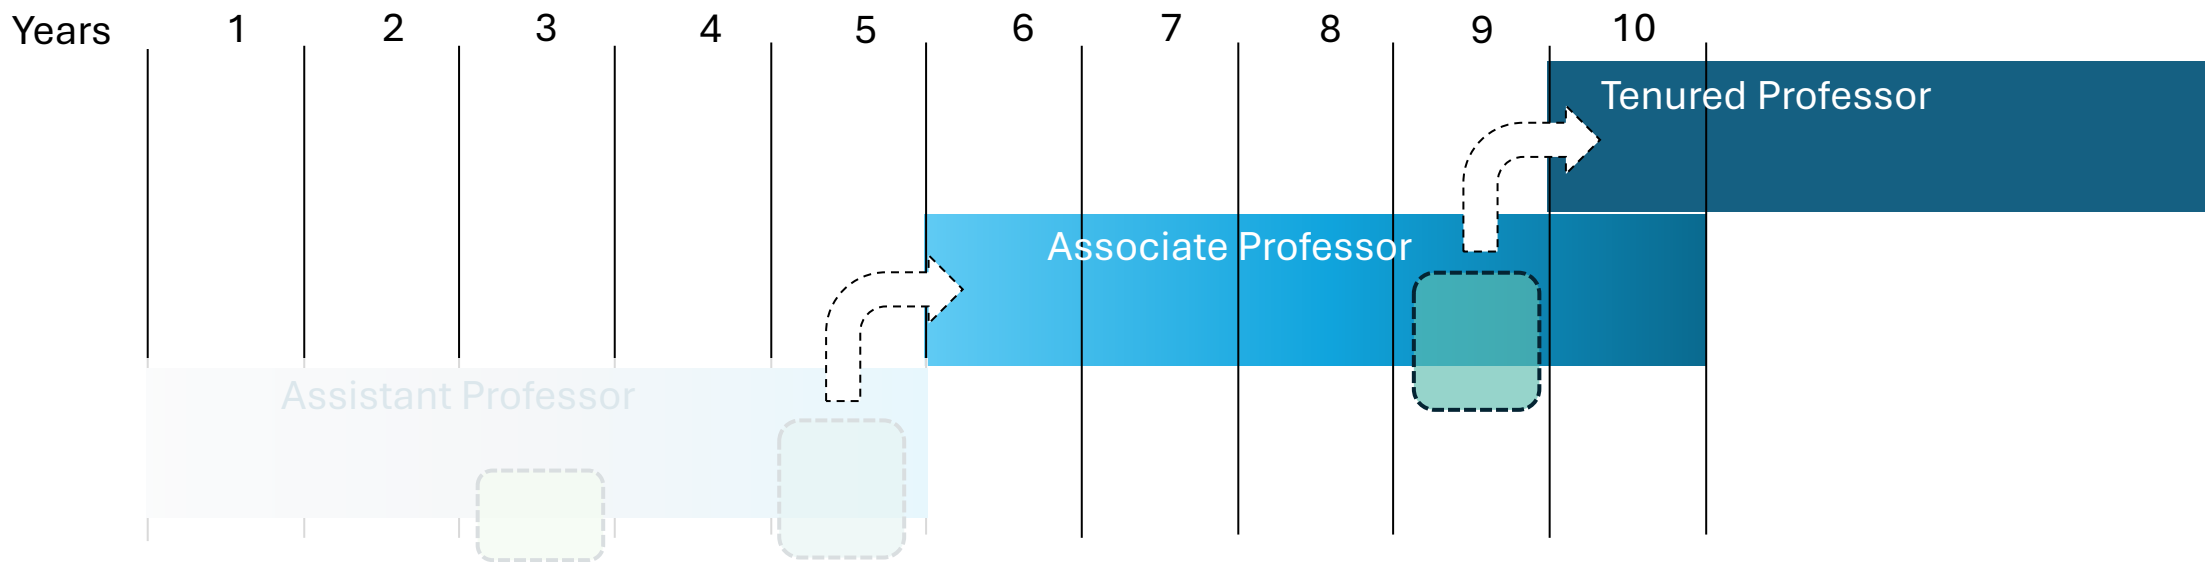 Years 1 2 3 4 5 6 7 8 9 10
Tenured Professor
Associate Professor
Assistant Professor